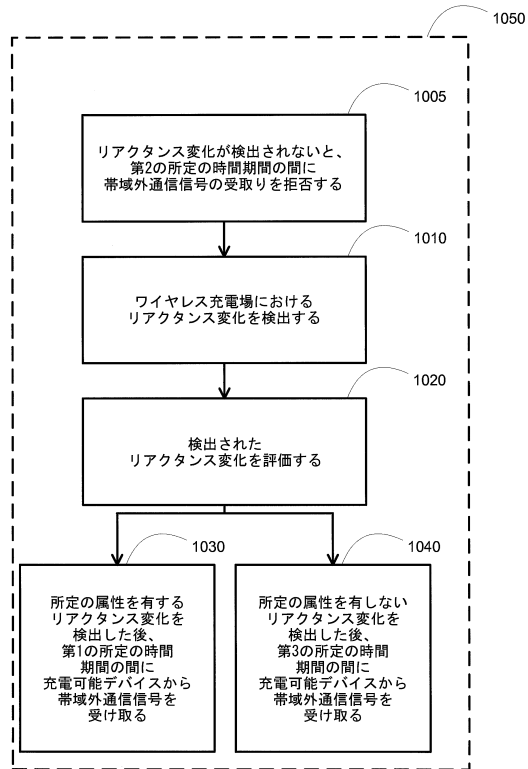 1050
1005
リアクタンス変化が検出されないと、
第2の所定の時間期間の間に
帯域外通信信号の受取りを拒否する
1010
ワイヤレス充電場における
リアクタンス変化を検出する
1020
検出された
リアクタンス変化を評価する
1030
所定の属性を有する
リアクタンス変化を
検出した後、
第1の所定の時間
期間の間に
充電可能デバイスから
帯域外通信信号を
受け取る
1040
所定の属性を有しない
リアクタンス変化を
検出した後、
第3の所定の時間
期間の間に
充電可能デバイスから
帯域外通信信号を
受け取る